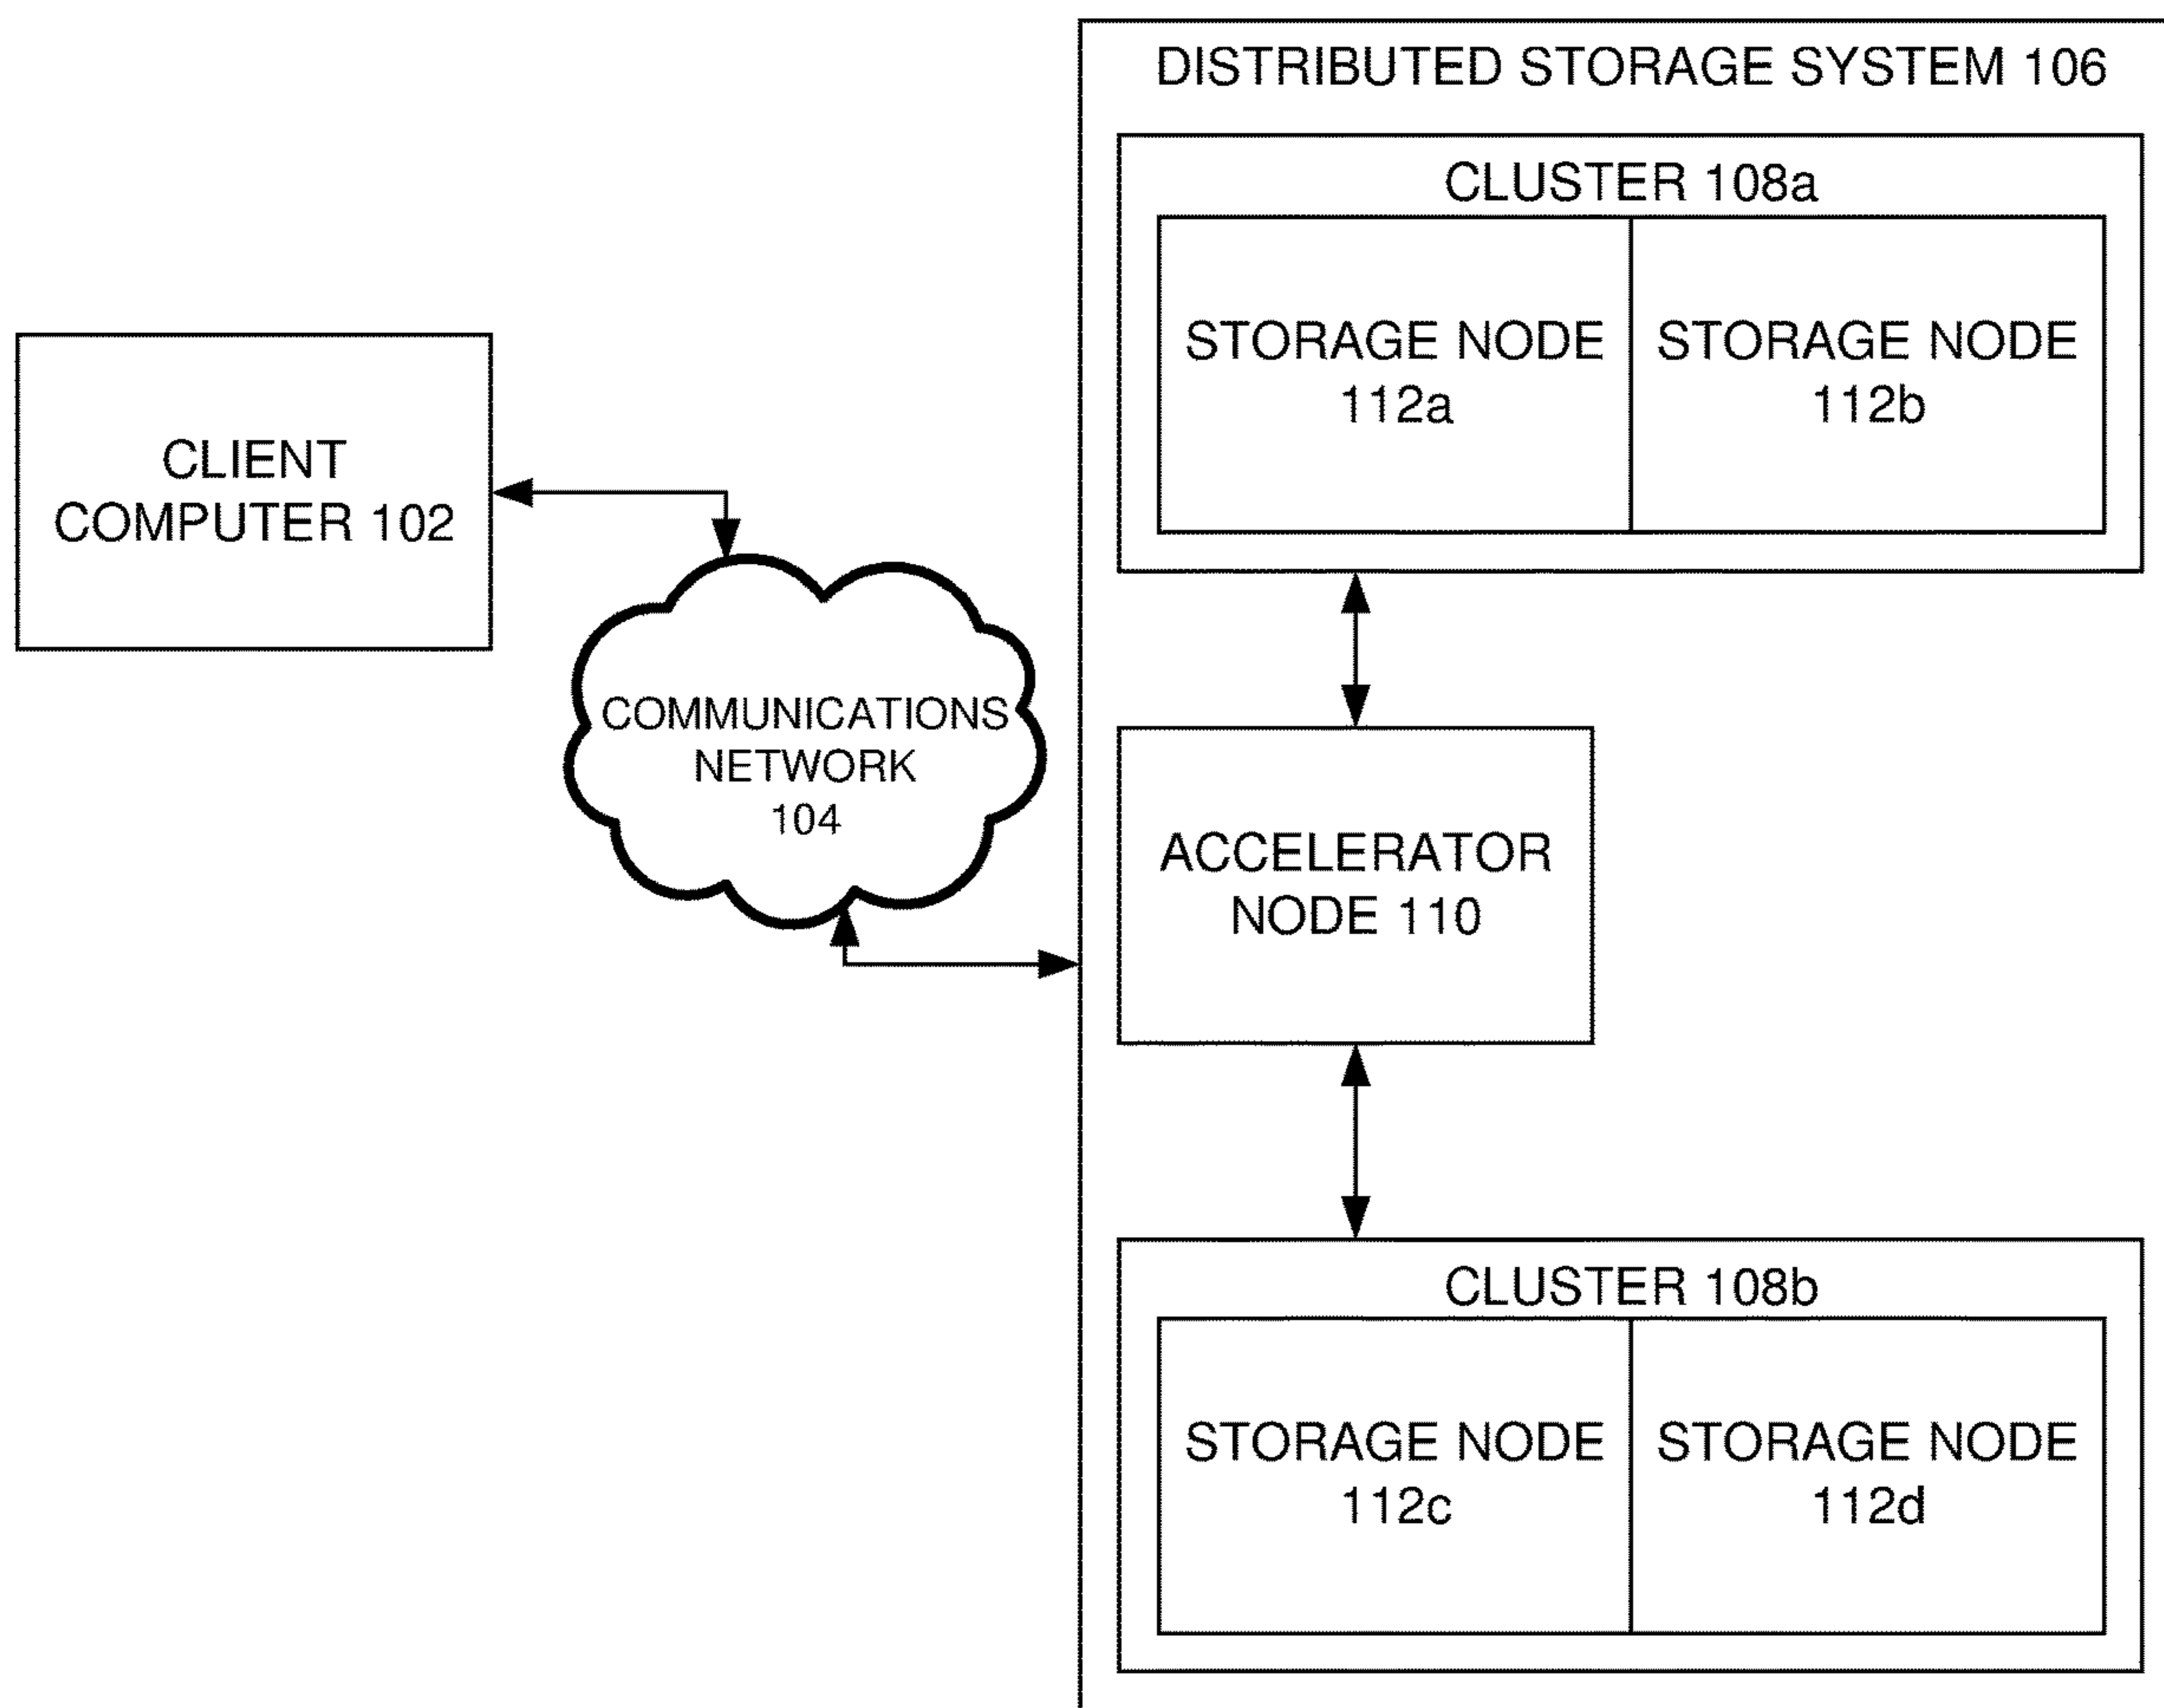 DISTRIBUTED STORAGE SYSTEM 106
CLUSTER 108a
STORAGE NODE
112a
STORAGE NODE
112b
CLIENT
COMPUTER 102
COMMUNICATIONS
NETWORK
104
ACCELERATOR
NODE 110
CLUSTER 108b
STORAGE NODE
112c
STORAGE NODE
112d